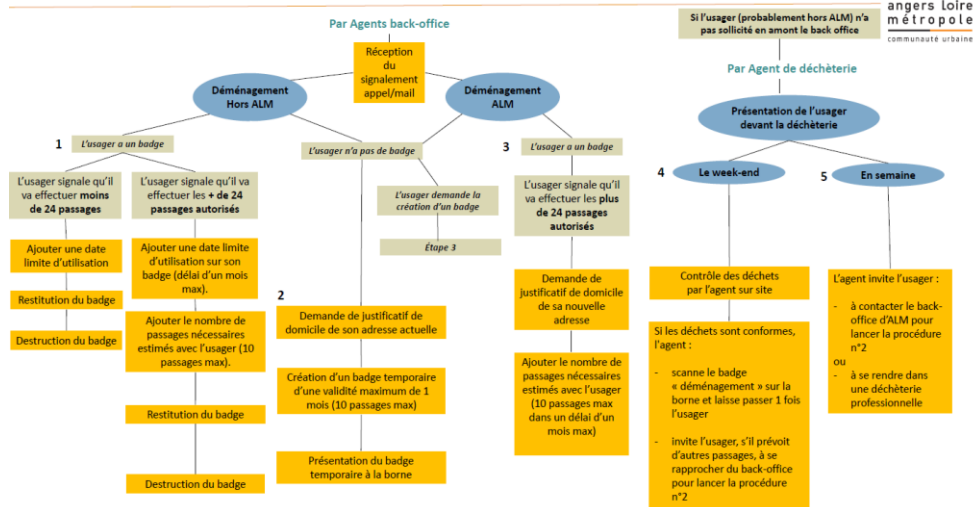 angers Loire
métropole
communauté urbaine
Par Agents back-office
Réception
du
signalement
appel/mail
Déménagement
Hors ALM
Déménagement
ALM
1
L'usager a un badge
L'usager n'a pas de badge
3
L'usager a un badge
L'usager signale qu'il
va effectuer moins
de 24 passages
L'usager signale qu'il va
effectuer les + de 24
passages autorisés
L'usager demande la
création d'un badge
Étape 3
L'usager signale qu'il
va effectuer les plus
de 24 passages
autorisés
Ajouter une date
limite d'utilisation
Restitution du badge
Destruction du badge
Ajouter une date limite
d'utilisation sur son
badge (délai d'un mois
max).
Ajouter le nombre de
passages nécessaires
estimés avec l'usager (10
passages max).
Restitution du badge
Destruction du badge
2
Demande de justificatif de
domicile de son adresse actuelle
Création d'un badge temporaire
d'une validité maximum de 1
mois (10 passages max)
Présentation du badge
temporaire à la borne
Demande de
justificatif de domicile
de sa nouvelle
adresse
Ajouter le nombre de
passages nécessaires
estimés avec l'usager
(10 passages max
dans un délai d'un
mois max)
Si l'usager (probablement hors ALM) n'a
pas sollicité en amont le back office
Par Agent de déchèterie
Présentation de l'usager
devant la déchèterie
4
Le week-end
5
En semaine
Contrôle des déchets
par l'agent sur site
Si les déchets sont conformes,
l'agent :
- scanne le badge
« déménagement » sur la
borne et laisse passer 1 fois
l'usager
- invite l'usager, s'il prévoit
d'autres passages, à se
rapprocher du back-office
pour lancer la procédure
n°2
L'agent invite l'usager :
- à contacter le back-
office d'ALM pour
lancer la procédure
n°2
ou
- à se rendre dans
une déchèterie
professionnelle